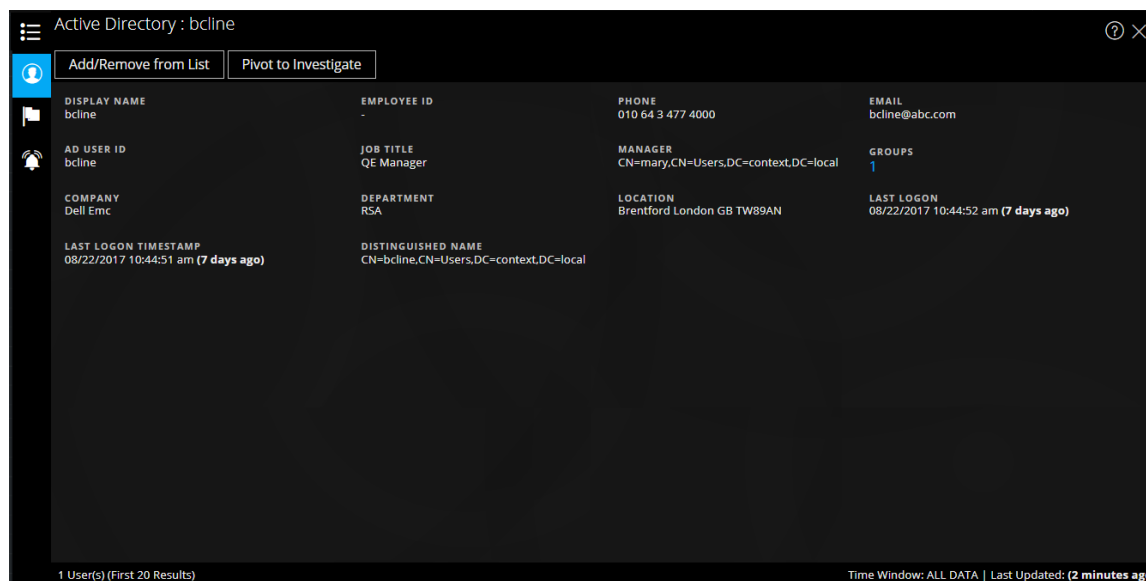 Active Directory : bcline
Add/Remove from List Pivot to Investigate
DISPLAY NAME EMPLOYEE ID PHONE EMAIL
bcline - 010 64 3 477 4000 bcline@abc.com
AD USER ID JOB TITLE MANAGER GROUPS
bcline QE Manager CN=mary,CN=Users,DC=context,DC=local 1
COMPANY DEPARTMENT LOCATION LAST LOGON
Dell Emc RSA Brentford London GB TW89AN 08/22/2017 10:44:52 am (7 days ago)
LAST LOGON TIMESTAMP DISTINGUISHED NAME
08/22/2017 10:44:51 am (7 days ago) CN=bcline,CN=Users,DC=context,DC=local
1 User(s) (First 20 Results) Time Window: ALL DATA | Last Updated: (2 minutes ag